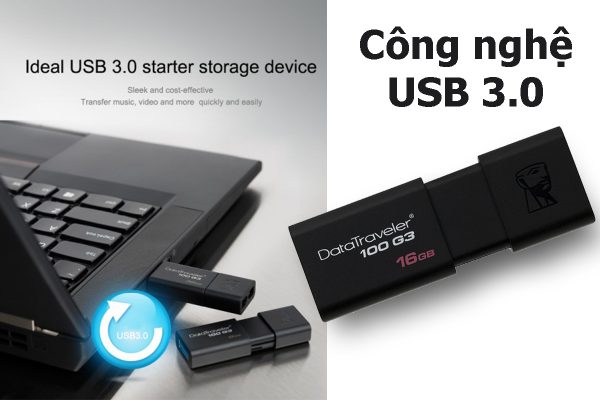 Ideal USB 3.0 starter storage device
Sleek and cost-effective
Transfer music, video and more quickly and easily
Công nghệ
USB 3.0
DataTraveler®
100 G3
16GB
USB3.0
DataTraveler
100 G3